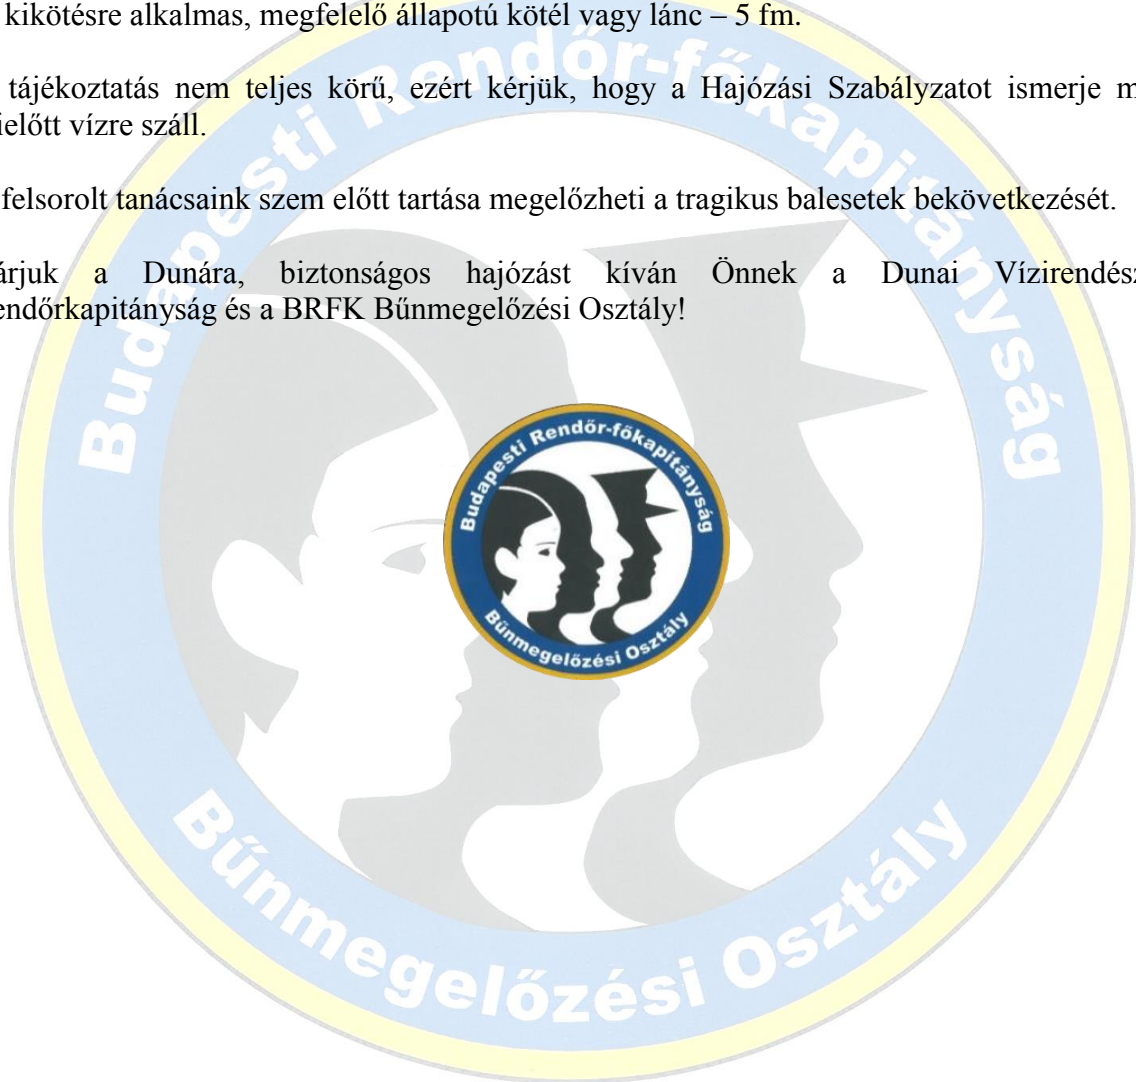 kikötésre alkalmas, megfelelő állapotú kötél vagy lánc – 5 fm.
tájékoztatás nem teljes körű, ezért kérjük, hogy a Hajózási Szabályzatot ismerje m
ielőtt vízre száll.
felsorolt tanácsaink szem előtt tartása megelőzheti a tragikus balesetek bekövetkezését.
árjuk a Dunára, biztonságos hajózást kíván Önnek a Dunai Vízirendész
endőrkapitányság és a BRFK Bűnmegelőzési Osztály!
Budapesti Rendőr-főkapitányság
Bűnmegelőzési Osztály
Budapesti Rendőr-főkapitányság
Bűnmegelőzési Osztály